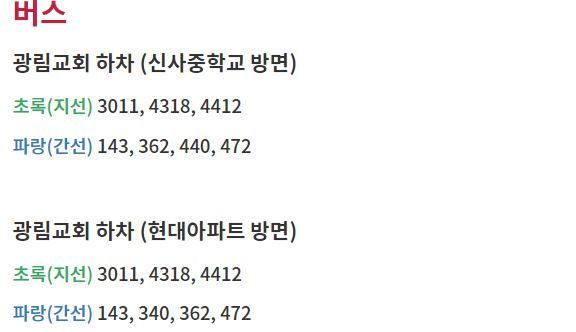 버스
광림교회 하차 (신사중학교 방면)
초록(지선) 3011, 4318, 4412
파랑(간선) 143, 362, 440, 472
광림교회 하차 (현대아파트 방면)
초록(지선) 3011, 4318, 4412
파랑(간선) 143, 340, 362, 472